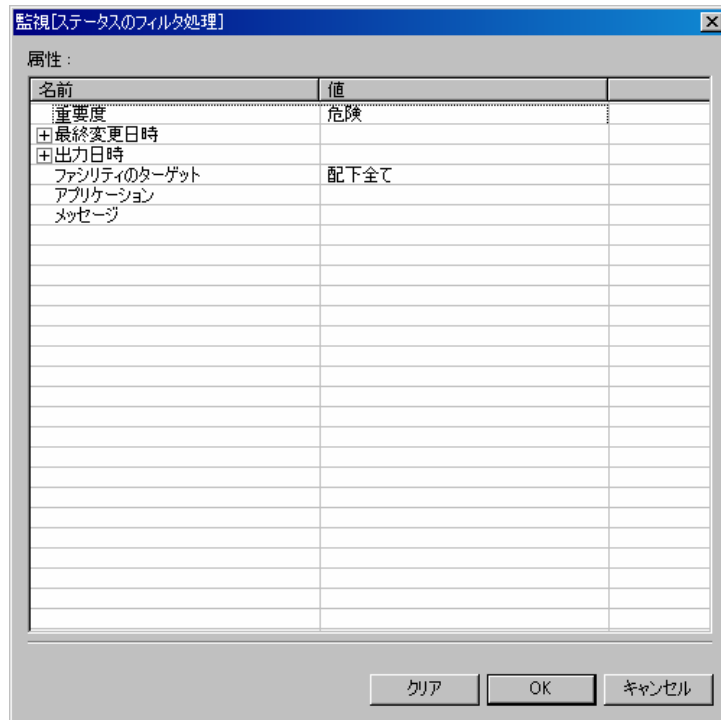 監視[ステータスのフィルタ処理]
属性：
名前 値
重要度 危険
最終変更日時
出力日時
ファシリティのターゲット 配下全て
アプリケーション
メッセージ
クリア OK キャンセル